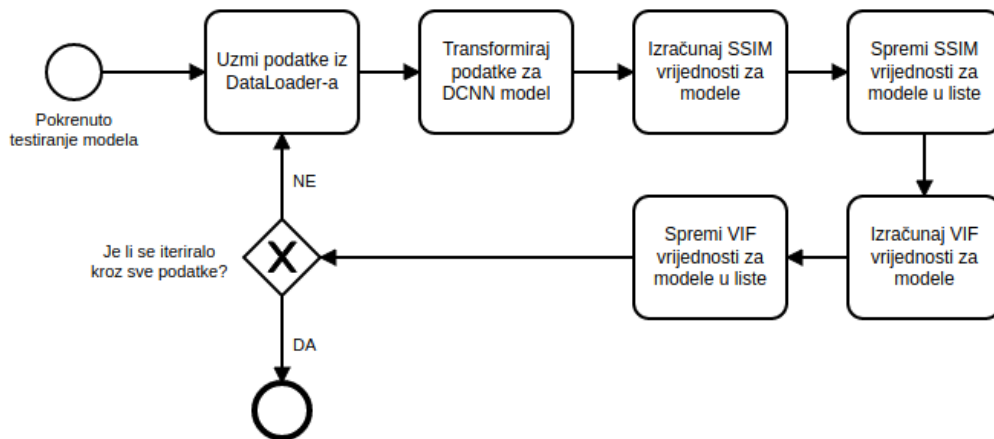 Uzmi podatke iz
DataLoader-a
Transformiraj
podatke za
DCNN model
Izračunaj SSIM
vrijednosti za
modele
Spremi SSIM
vrijednosti za
modele u liste
Pokrenuto
testiranje modela
NE
Je li se iteriralo
kroz sve podatke?
X
Spremi VIF
vrijednosti za
modele u liste
Izračunaj VIF
vrijednosti za
modele
DA